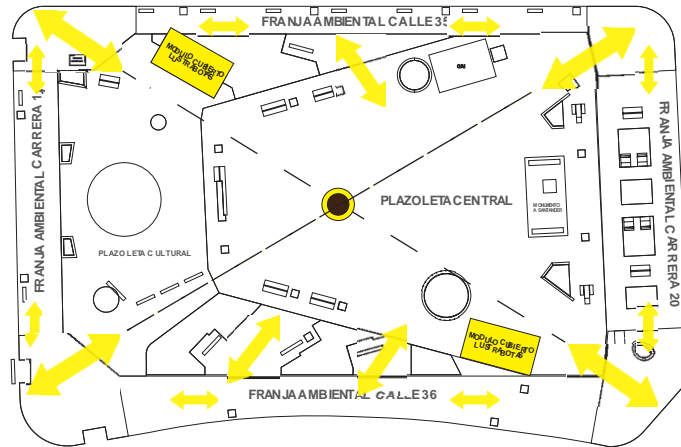 FRANJA AMBIENTAL CALLE 35
MODULO CUBIERTO
LUSTRABOTAS
CAI
FRANJA AMBIENTAL CARRERA 19
FRANJA AMBIENTAL CARRERA 20
PLAZOLETA CENTRAL
MONUMENTO
A SANTANDER
PLAZOLETA CULTURAL
MODULO CUBIERTO
LUSTRABOTAS
FRANJA AMBIENTAL CALLE 36